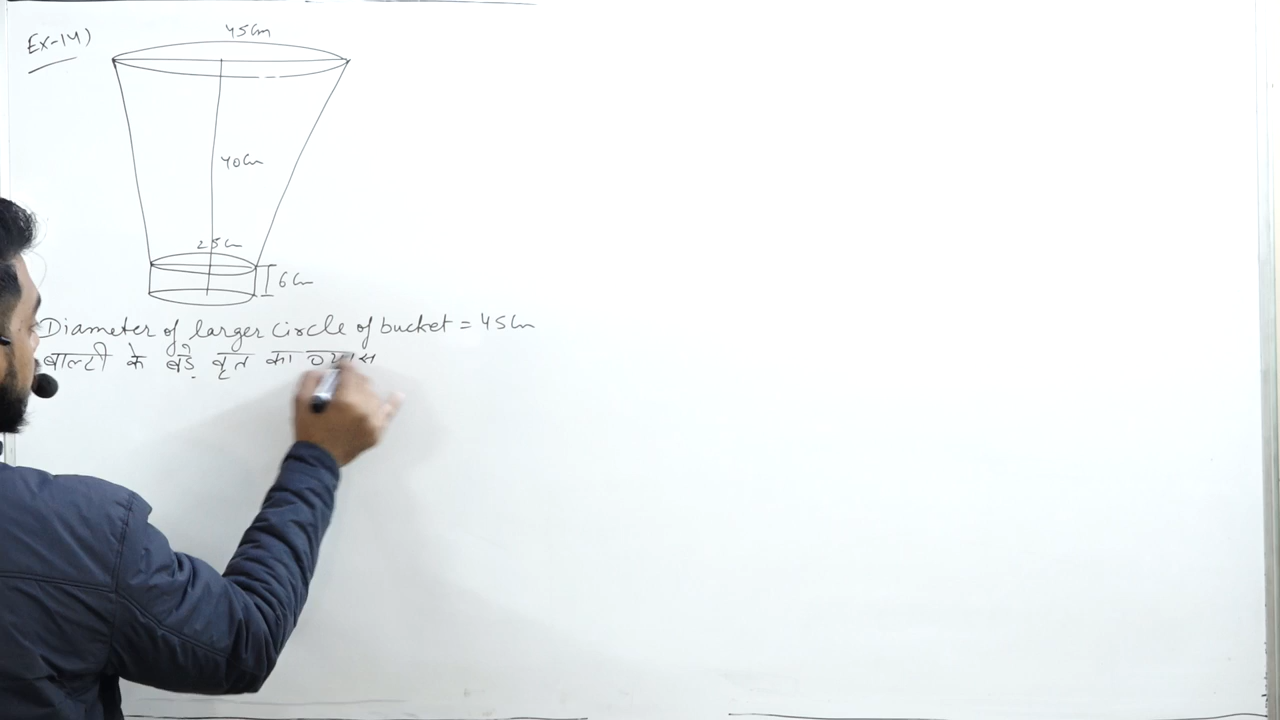 Ex-14)
45cm
40cm
25cm
6cm
Diameter of larger circle of bucket = 45cm
बाल्टी के बड़े वृत का व्यास